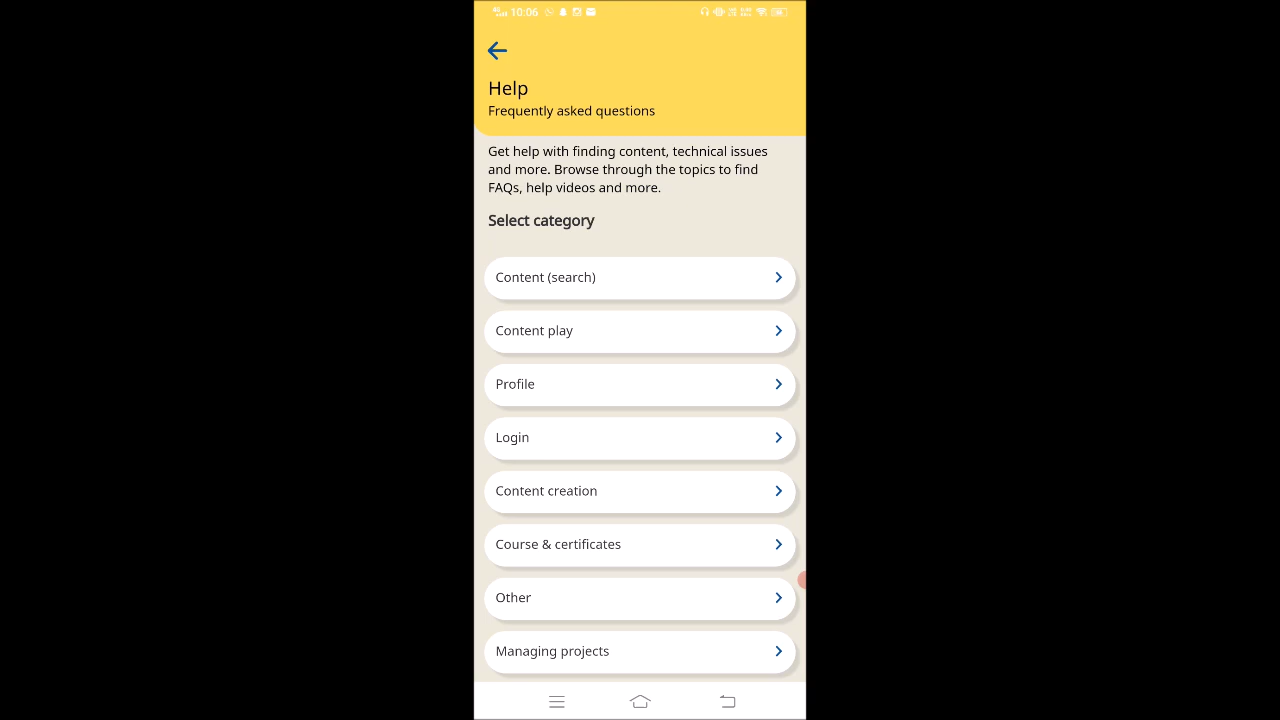 10:06
Help
Frequently asked questions
Get help with finding content, technical issues
and more. Browse through the topics to find
FAQs, help videos and more.
Select category
Content (search)
Content play
Profile
Login
Content creation
Course & certificates
Other
Managing projects